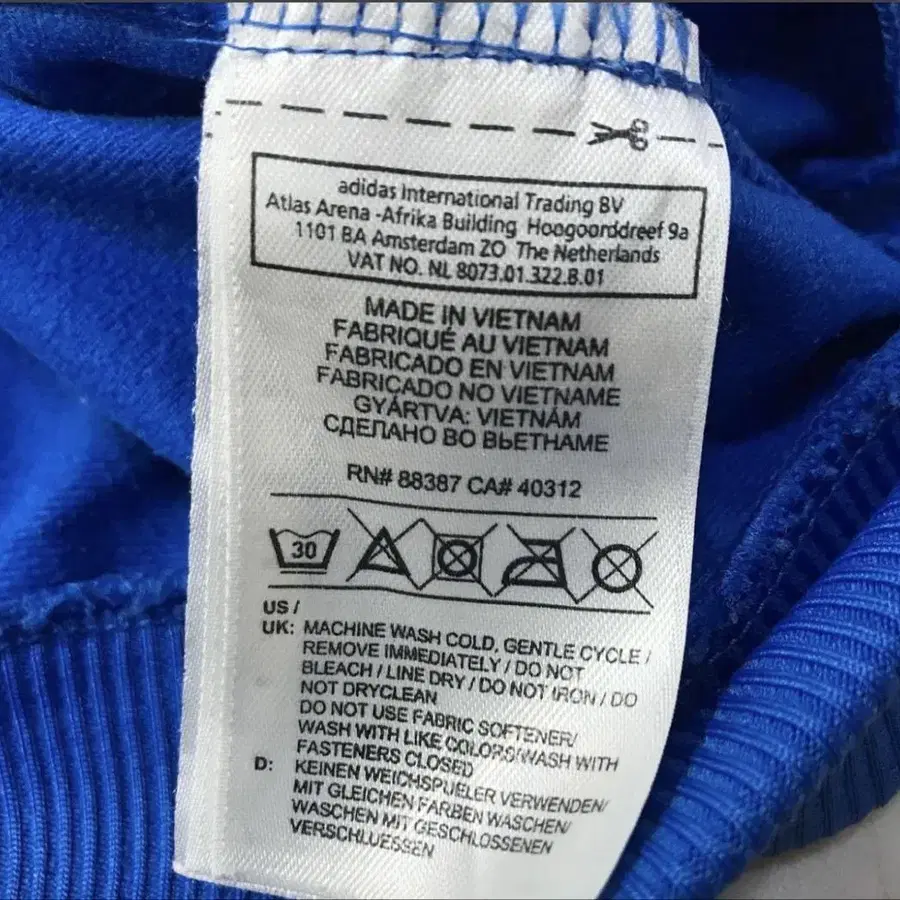 adidas International Trading BV
Atlas Arena -Afrika Building Hoogoorddreef 9a
1101 BA Amsterdam ZO The Netherlands
VAT NO. NL 8073.01.322.B.01
MADE IN VIETNAM
FABRIQUÉ AU VIETNAM
FABRICADO EN VIETNAM
FABRICADO NO VIETNAME
GYÁRTVA: VIETNÁM
СДЕЛАНО ВО ВЬЕТНАМЕ
RN# 88387 CA# 40312
30
US /
UK: MACHINE WASH COLD, GENTLE CYCLE /
REMOVE IMMEDIATELY / DO NOT
BLEACH / LINE DRY / DO NOT IRON / DO
NOT DRYCLEAN
DO NOT USE FABRIC SOFTENER/
WASH WITH LIKE COLORS/WASH WITH
FASTENERS CLOSED
D: KEINEN WEICHSPUELER VERWENDEN/
MIT GLEICHEN FARBEN WASCHEN/
WASCHEN MIT GESCHLOSSENEN
VERSCHLUESSEN